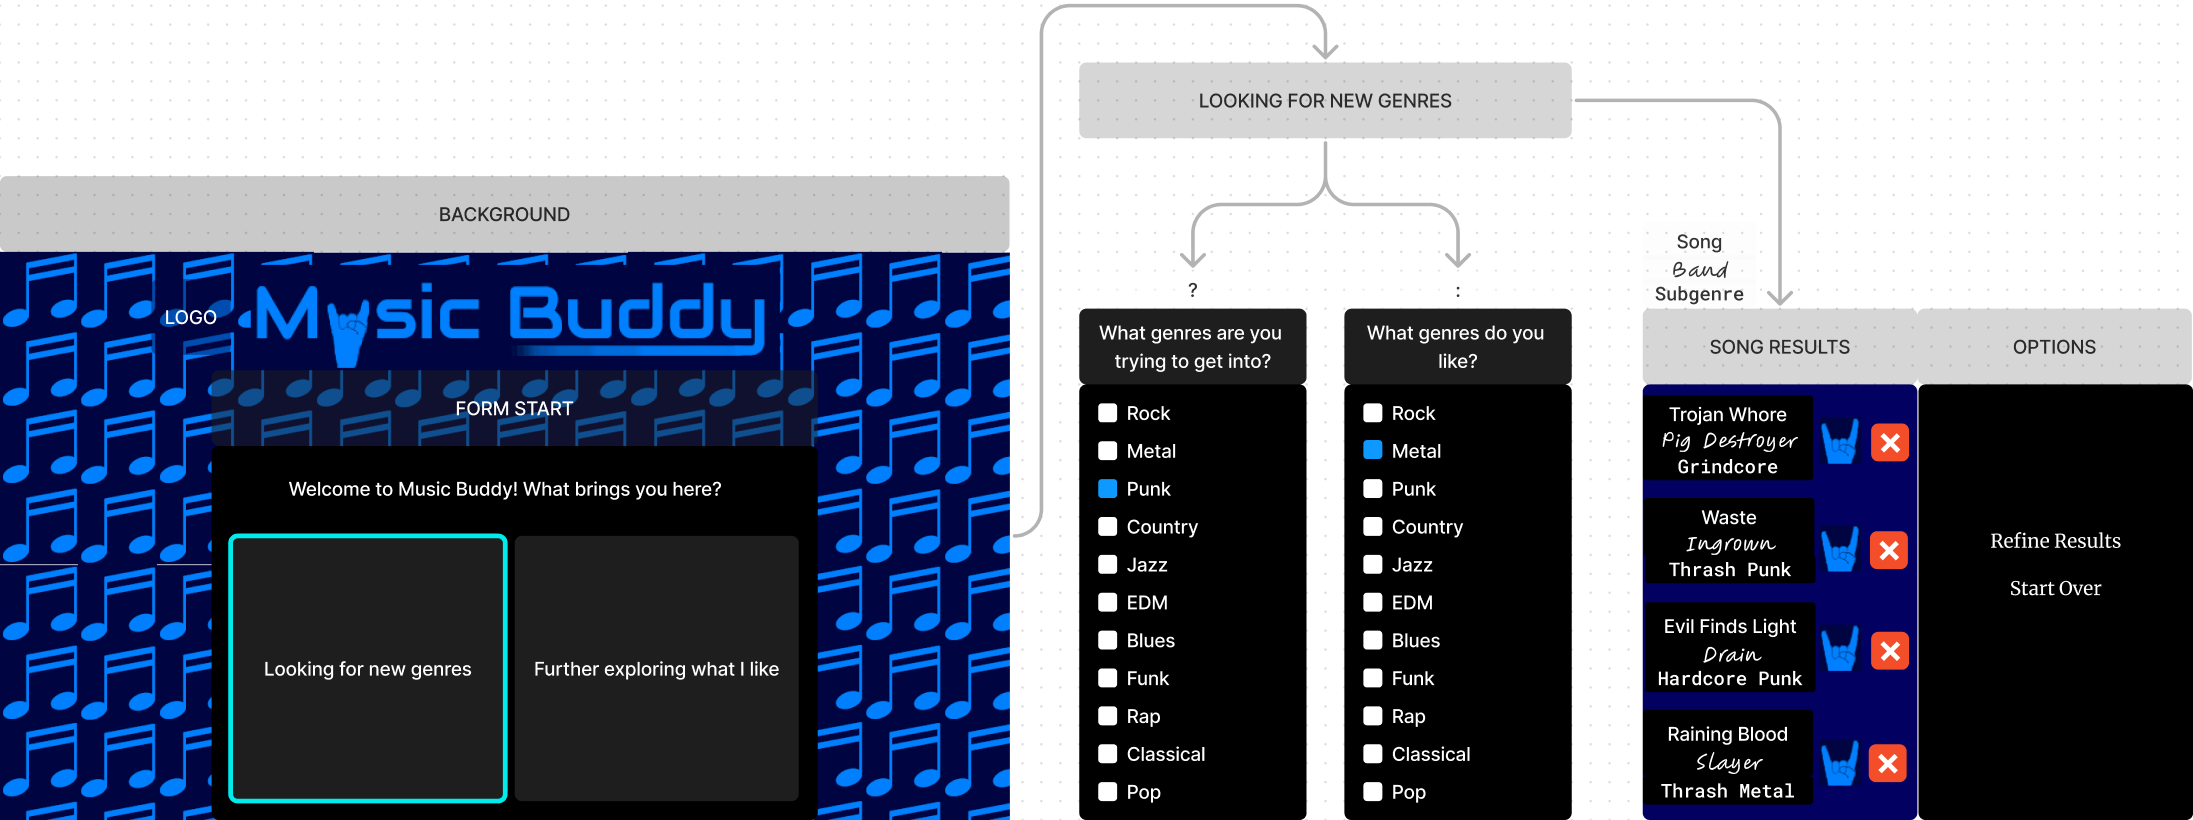 BACKGROUND
LOGO
Music Buddy
FORM START
Welcome to Music Buddy! What brings you here?
Looking for new genres
Further exploring what I like
LOOKING FOR NEW GENRES
?
What genres are you
trying to get into?
Rock
Metal
Punk
Country
Jazz
EDM
Blues
Funk
Rap
Classical
Pop
:
What genres do you
like?
Rock
Metal
Punk
Country
Jazz
EDM
Blues
Funk
Rap
Classical
Pop
Song
Band
Subgenre
SONG RESULTS
Trojan Whore
Pig Destroyer
Grindcore
Waste
Ingrown
Thrash Punk
Evil Finds Light
Drain
Hardcore Punk
Raining Blood
Slayer
Thrash Metal
OPTIONS
Refine Results
Start Over